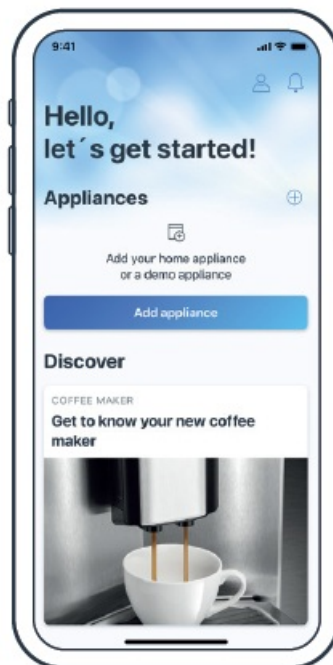 9:41
Hello,
let´s get started!
Appliances
Add your home appliance
or a demo appliance
Add appliance
Discover
COFFEE MAKER
Get to know your new coffee
maker